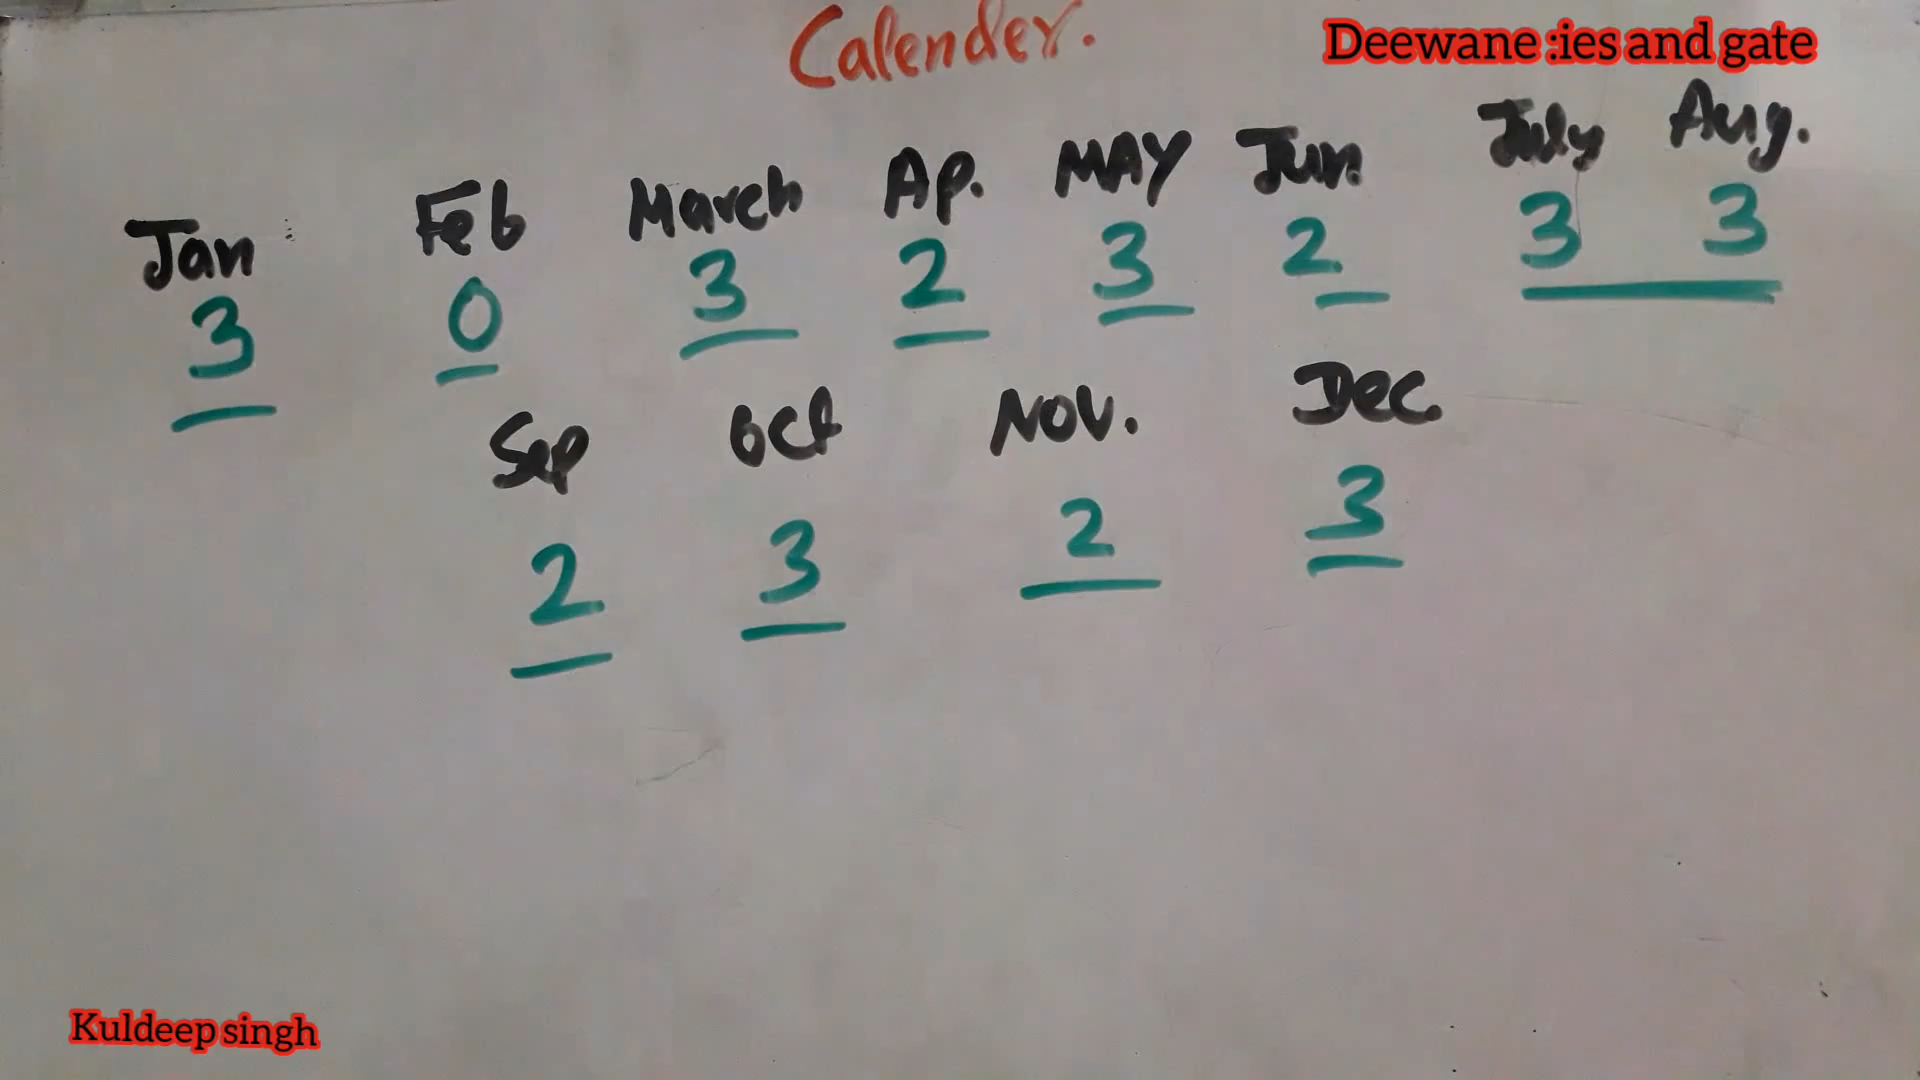 Calender.
Deewane :ies and gate
Jan Feb March Ap. MAY Jun. July Aug.
3 0 3 2 3 2 3 3
Sep Oct Nov. Dec.
2 3 2 3
Kuldeep singh